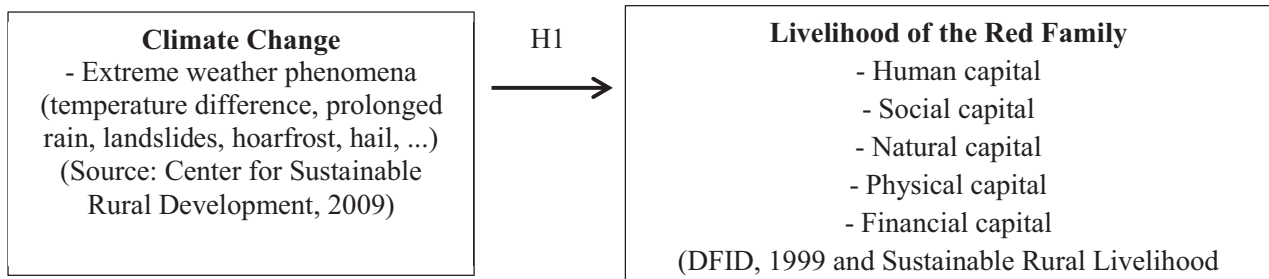 Climate Change
- Extreme weather phenomena
(temperature difference, prolonged
rain, landslides, hoarfrost, hail, ...)
(Source: Center for Sustainable
Rural Development, 2009)
H1
Livelihood of the Red Family
- Human capital
- Social capital
- Natural capital
- Physical capital
- Financial capital
(DFID, 1999 and Sustainable Rural Livelihood